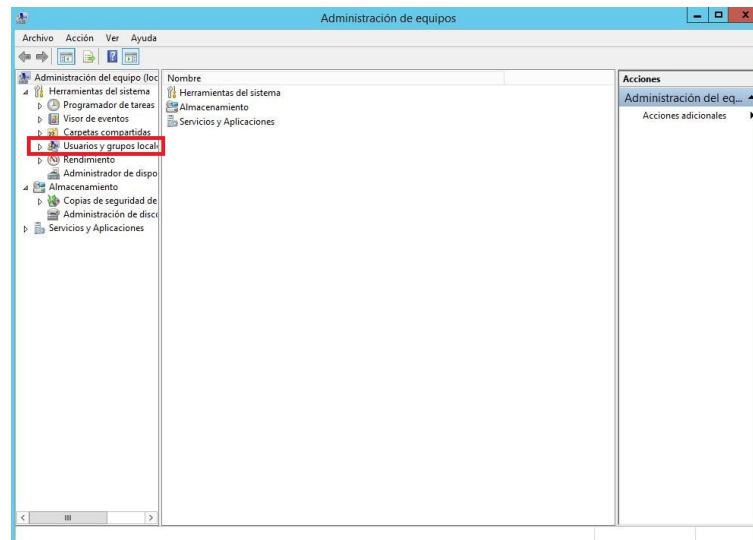 Administración de equipos
Archivo Acción Ver Ayuda
Administración del equipo (loc
Herramientas del sistema
Programador de tareas
Visor de eventos
Carpetas compartidas
Usuarios y grupos locale
Rendimiento
Administrador de dispo
Almacenamiento
Copias de seguridad de
Administración de disco
Servicios y Aplicaciones
Nombre
Herramientas del sistema
Almacenamiento
Servicios y Aplicaciones
Acciones
Administración del eq...
Acciones adicionales